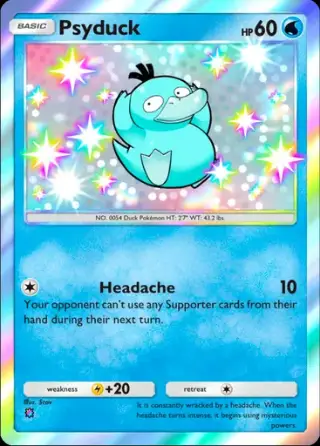 BASIC Psyduck HP60
NO. 0054 Duck Pokémon HT: 2'7" WT: 43.2 lbs.
Headache 10
Your opponent can't use any Supporter cards from their
hand during their next turn.
Illus. Stav
weakness +20 retreat
It is constantly wracked by a headache. When the
headache turns intense, it begins using mysterious
powers.